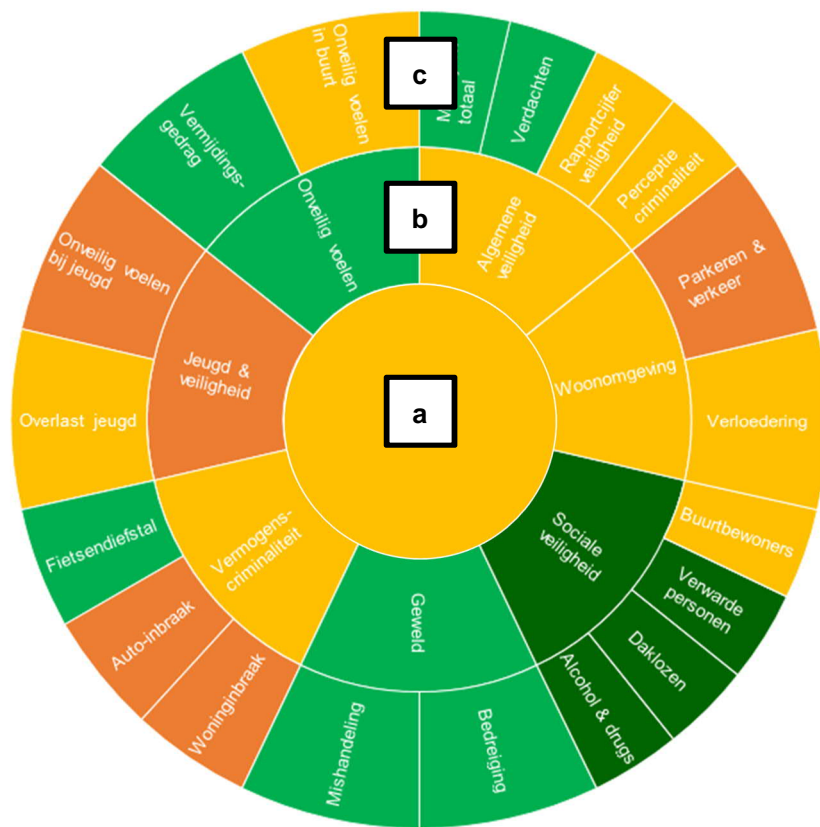 c
totaal
Verdachten
Rapportcijfer
veiligheid
Perceptie
criminaliteit
Parkeren &
verkeer
Verloedering
Buurtbewoners
Verwarde
personen
Daklozen
Alcohol & drugs
Bedreiging
Mishandeling
Woninginbraak
Auto-inbraak
Fietsendiefstal
Overlast jeugd
Onveilig voelen
bij jeugd
Vermijdings-
gedrag
Onveilig voelen
in buurt
b
Algemene
veiligheid
Woonomgeving
Sociale
veiligheid
Geweld
Vermogens-
criminaliteit
Jeugd &
veiligheid
Onveilig voelen
a